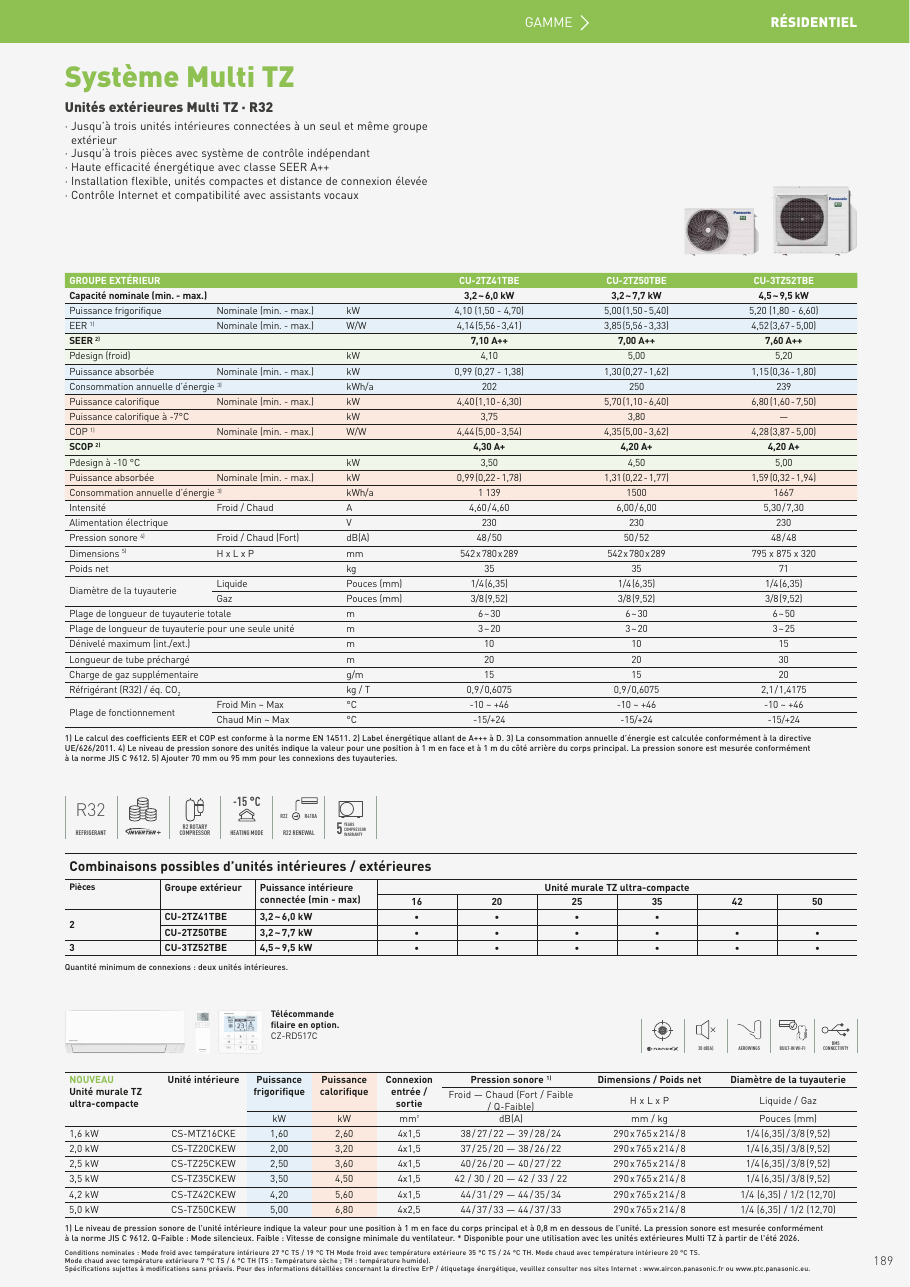 GAMME
RÉSIDENTIEL
Système Multi TZ
Unités extérieures Multi TZ · R32
· Jusqu'à trois unités intérieures connectées à un seul et même groupe
extérieur
· Jusqu'à trois pièces avec système de contrôle indépendant
· Haute efficacité énergétique avec classe SEER A++
· Installation flexible, unités compactes et distance de connexion élevée
· Contrôle Internet et compatibilité avec assistants vocaux
Panasonic
Panasonic
GROUPE EXTÉRIEUR CU-2TZ41TBE CU-2TZ50TBE CU-3TZ52TBE
Capacité nominale (min. - max.) 3,2 ~ 6,0 kW 3,2 ~ 7,7 kW 4,5 ~ 9,5 kW
Puissance frigorifique Nominale (min. - max.) kW 4,10 (1,50 - 4,70) 5,00 (1,50 - 5,40) 5,20 (1,80 - 6,60)
EER 1) Nominale (min. - max.) W/W 4,14 (5,56 - 3,41) 3,85 (5,56 - 3,33) 4,52 (3,67 - 5,00)
SEER 2) 7,10 A++ 7,00 A++ 7,60 A++
Pdesign (froid) kW 4,10 5,00 5,20
Puissance absorbée Nominale (min. - max.) kW 0,99 (0,27 - 1,38) 1,30 (0,27 - 1,62) 1,15 (0,36 - 1,80)
Consommation annuelle d'énergie 3) kWh/a 202 250 239
Puissance calorifique Nominale (min. - max.) kW 4,40 (1,10 - 6,30) 5,70 (1,10 - 6,40) 6,80 (1,60 - 7,50)
Puissance calorifique à -7°C kW 3,75 3,80 —
COP 1) Nominale (min. - max.) W/W 4,44 (5,00 - 3,54) 4,35 (5,00 - 3,62) 4,28 (3,87 - 5,00)
SCOP 2) 4,30 A+ 4,20 A+ 4,20 A+
Pdesign à -10 °C kW 3,50 4,50 5,00
Puissance absorbée Nominale (min. - max.) kW 0,99 (0,22 - 1,78) 1,31 (0,22 - 1,77) 1,59 (0,32 - 1,94)
Consommation annuelle d'énergie 3) kWh/a 1 139 1500 1667
Intensité Froid / Chaud A 4,60 / 4,60 6,00 / 6,00 5,30 / 7,30
Alimentation électrique V 230 230 230
Pression sonore 4) Froid / Chaud (Fort) dB(A) 48 / 50 50 / 52 48 / 48
Dimensions 5) H x L x P mm 542 x 780 x 289 542 x 780 x 289 795 x 875 x 320
Poids net kg 35 35 71
Diamètre de la tuyauterie Liquide Pouces (mm) 1/4 (6,35) 1/4 (6,35) 1/4 (6,35)
Gaz Pouces (mm) 3/8 (9,52) 3/8 (9,52) 3/8 (9,52)
Plage de longueur de tuyauterie totale m 6 ~ 30 6 ~ 30 6 ~ 50
Plage de longueur de tuyauterie pour une seule unité m 3 ~ 20 3 ~ 20 3 ~ 25
Dénivelé maximum (int./ext.) m 10 10 15
Longueur de tube préchargé m 20 20 30
Charge de gaz supplémentaire g/m 15 15 20
Réfrigérant (R32) / éq. CO2 kg / T 0,9 / 0,6075 0,9 / 0,6075 2,1 / 1,4175
Plage de fonctionnement Froid Min ~ Max °C -10 ~ +46 -10 ~ +46 -10 ~ +46
Chaud Min ~ Max °C -15/+24 -15/+24 -15/+24
1) Le calcul des coefficients EER et COP est conforme à la norme EN 14511. 2) Label énergétique allant de A+++ à D. 3) La consommation annuelle d'énergie est calculée conformément à la directive
UE/626/2011. 4) Le niveau de pression sonore des unités indique la valeur pour une position à 1 m en face et à 1 m du côté arrière du corps principal. La pression sonore est mesurée conformément
à la norme JIS C 9612. 5) Ajouter 70 mm ou 95 mm pour les connexions des tuyauteries.
R32
REFRIGERANT
INVERTER+
R2 ROTARY
COMPRESSOR
-15 °C
HEATING MODE
R22 R410A
R22 RENEWAL
5 YEARS
COMPRESSOR
WARRANTY
Combinaisons possibles d'unités intérieures / extérieures
Pièces Groupe extérieur Puissance intérieure connectée (min - max) Unité murale TZ ultra-compacte
16 20 25 35 42 50
2 CU-2TZ41TBE 3,2 ~ 6,0 kW • • • •
CU-2TZ50TBE 3,2 ~ 7,7 kW • • • • • •
3 CU-3TZ52TBE 4,5 ~ 9,5 kW • • • • • •
Quantité minimum de connexions : deux unités intérieures.
Télécommande
filaire en option.
CZ-RD517C
nanoeX
20 dB(A)
AEROWINGS
BUILT-IN WI-FI
BMS
CONNECTIVITY
NOUVEAU
Unité murale TZ
ultra-compacte
Unité intérieure
Puissance
frigorifique
Puissance
calorifique
Connexion
entrée /
sortie
Pression sonore 1) Dimensions / Poids net Diamètre de la tuyauterie
Froid — Chaud (Fort / Faible
/ Q-Faible)
H x L x P Liquide / Gaz
kW kW mm² dB(A) mm / kg Pouces (mm)
1,6 kW CS-MTZ16CKE 1,60 2,60 4x1,5 38 / 27 / 22 — 39 / 28 / 24 290 x 765 x 214 / 8 1/4 (6,35) / 3/8 (9,52)
2,0 kW CS-TZ20CKEW 2,00 3,20 4x1,5 37 / 25 / 20 — 38 / 26 / 22 290 x 765 x 214 / 8 1/4 (6,35) / 3/8 (9,52)
2,5 kW CS-TZ25CKEW 2,50 3,60 4x1,5 40 / 26 / 20 — 40 / 27 / 22 290 x 765 x 214 / 8 1/4 (6,35) / 3/8 (9,52)
3,5 kW CS-TZ35CKEW 3,50 4,50 4x1,5 42 / 30 / 20 — 42 / 33 / 22 290 x 765 x 214 / 8 1/4 (6,35) / 3/8 (9,52)
4,2 kW CS-TZ42CKEW 4,20 5,60 4x1,5 44 / 31 / 29 — 44 / 35 / 34 290 x 765 x 214 / 8 1/4 (6,35) / 1/2 (12,70)
5,0 kW CS-TZ50CKEW 5,00 6,80 4x2,5 44 / 37 / 33 — 44 / 37 / 33 290 x 765 x 214 / 8 1/4 (6,35) / 1/2 (12,70)
1) Le niveau de pression sonore de l'unité intérieure indique la valeur pour une position à 1 m en face du corps principal et à 0,8 m en dessous de l'unité. La pression sonore est mesurée conformément
à la norme JIS C 9612. Q-Faible : Mode silencieux. Faible : Vitesse de consigne minimale du ventilateur. * Disponible pour une utilisation avec les unités extérieures Multi TZ à partir de l'été 2026.
Conditions nominales : Mode froid avec température intérieure 27 °C TS / 19 °C TH Mode froid avec température extérieure 35 °C TS / 24 °C TH. Mode chaud avec température intérieure 20 °C TS.
Mode chaud avec température extérieure 7 °C TS / 6 °C TH (TS : Température sèche ; TH : température humide).
Spécifications sujettes à modifications sans préavis. Pour des informations détaillées concernant la directive ErP / étiquetage énergétique, veuillez consulter nos sites Internet : www.aircon.panasonic.fr ou www.ptc.panasonic.eu.
189